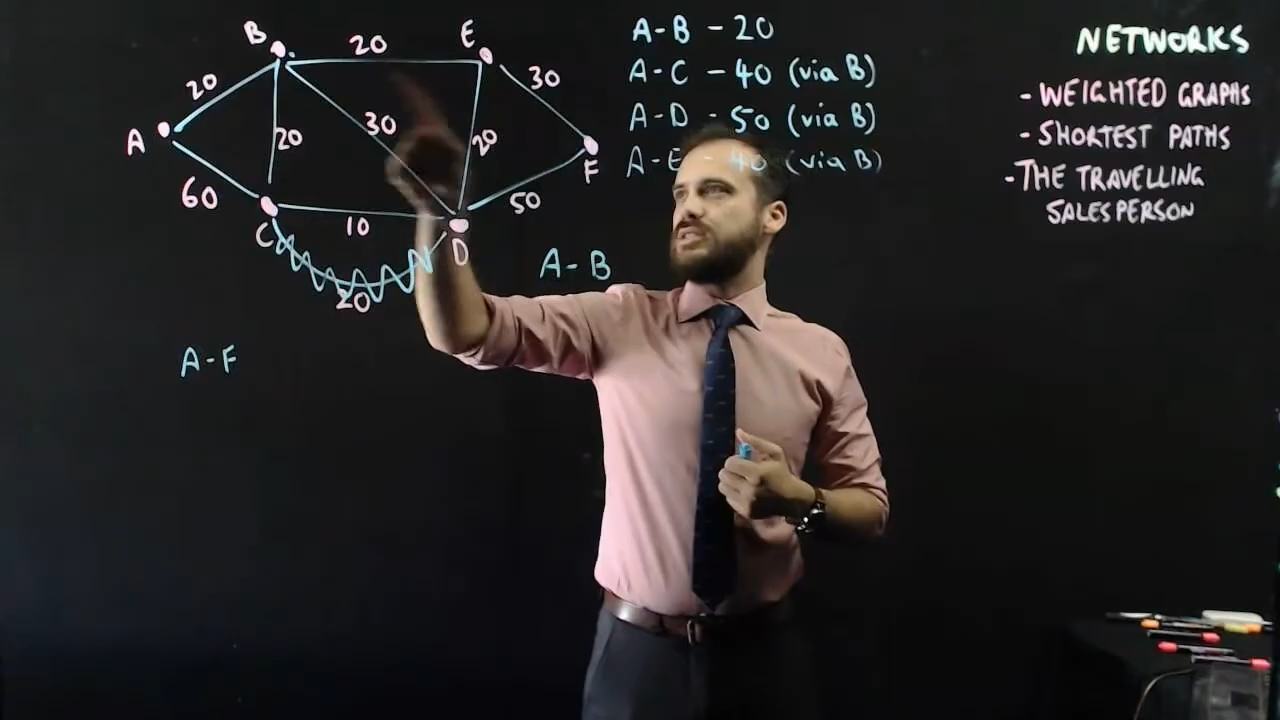 B
20
E
20
30
A
20
30
20
F
60
10
50
C
D
20
A-F
A-B - 20
A-C - 40 (via B)
A-D - 50 (via B)
A-E - 40 (via B)
A-B
NETWORKS
- WEIGHTED GRAPHS
- SHORTEST PATHS
- THE TRAVELLING
SALESPERSON